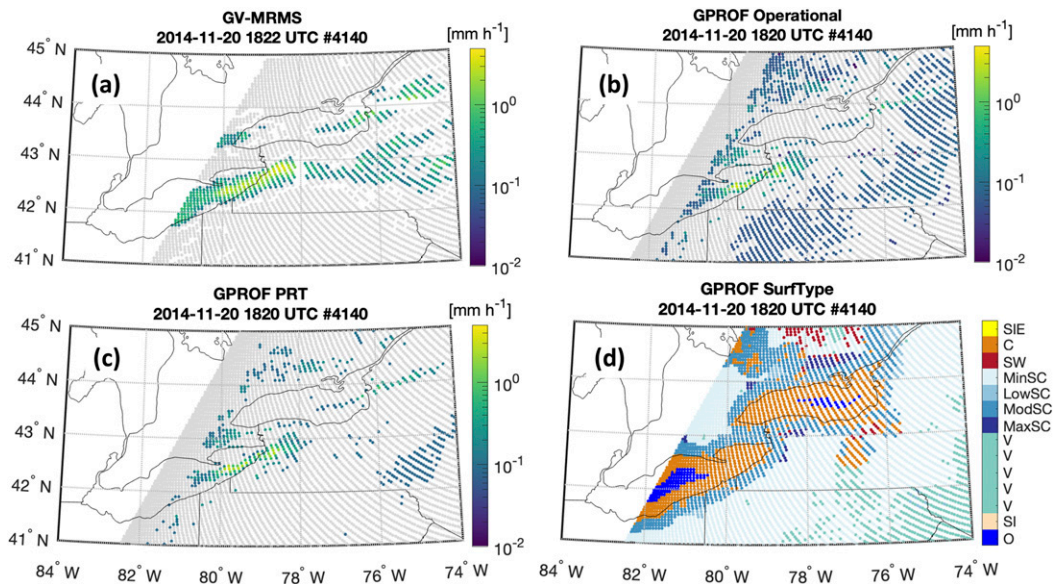 GV-MRMS
2014-11-20 1822 UTC #4140
[mm h⁻¹]
(a)
45° N
44° N
43° N
42° N
41° N
10⁰
10⁻¹
10⁻²
GPROF Operational
2014-11-20 1820 UTC #4140
[mm h⁻¹]
(b)
10⁰
10⁻¹
10⁻²
GPROF PRT
2014-11-20 1820 UTC #4140
[mm h⁻¹]
(c)
45° N
44° N
43° N
42° N
41° N
84° W
82° W
80° W
78° W
76° W
74° W
10⁰
10⁻¹
10⁻²
GPROF SurfType
2014-11-20 1820 UTC #4140
(d)
SIE
C
SW
MinSC
LowSC
ModSC
MaxSC
V
V
V
V
V
SI
O
84° W
82° W
80° W
78° W
76° W
74° W